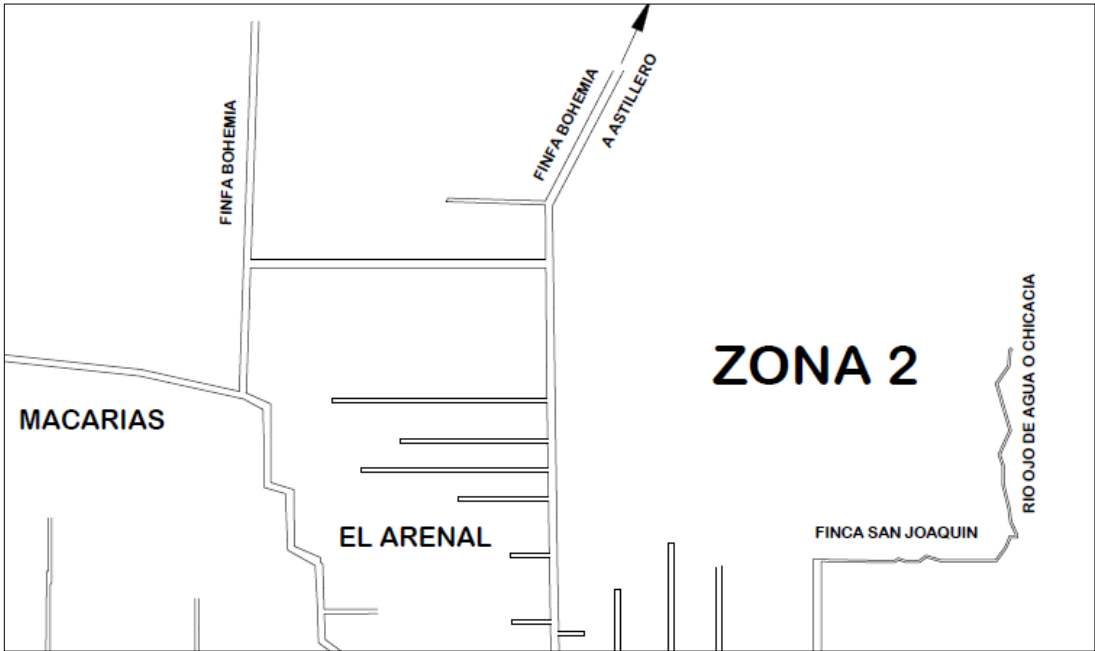 FINFA BOHEMIA
FINFA BOHEMIA
A ASTILLERO
ZONA 2
RIO OJO DE AGUA O CHICACIA
MACARIAS
EL ARENAL
FINCA SAN JOAQUIN